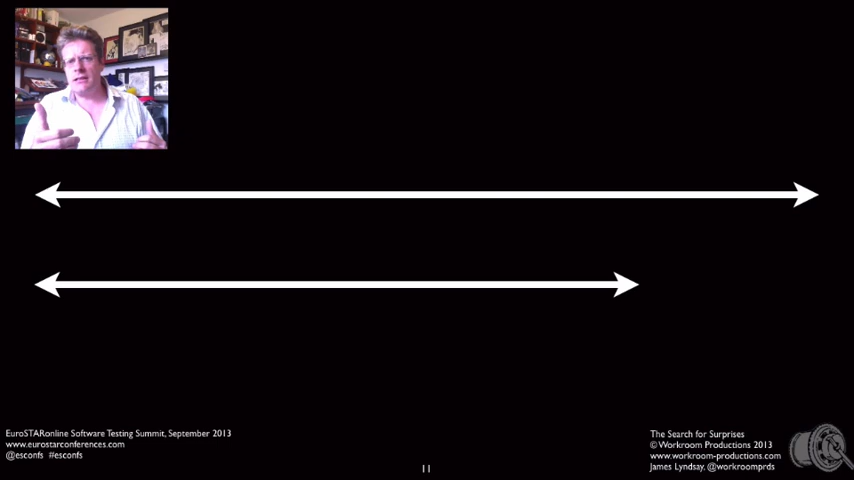 EuroSTARonline Software Testing Summit, September 2013
www.eurostarconferences.com
@esconfs #esconfs
11
The Search for Surprises
© Workroom Productions 2013
www.workroom-productions.com
James Lyndsay, @workroomprds